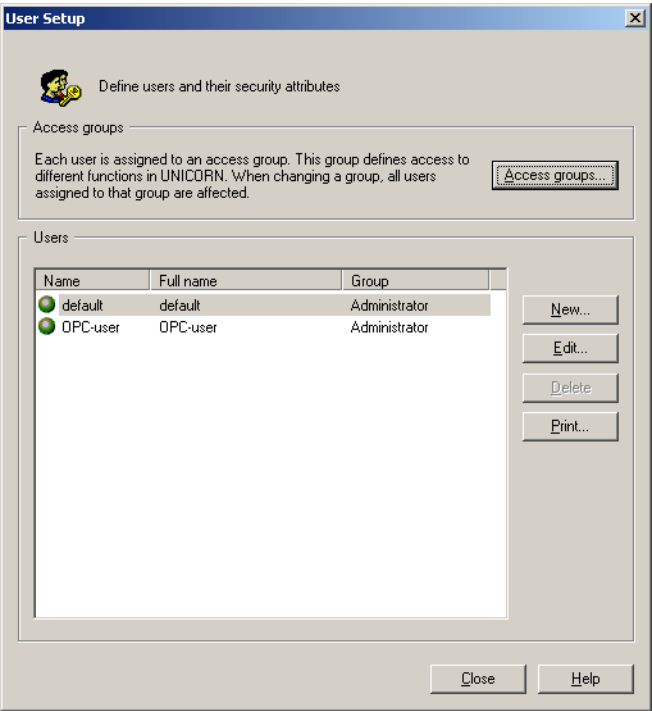 User Setup
Define users and their security attributes
Access groups
Each user is assigned to an access group. This group defines access to
different functions in UNICORN. When changing a group, all users
assigned to that group are affected.
Access groups...
Users
Name Full name Group
default default Administrator
OPC-user OPC-user Administrator
New...
Edit...
Delete
Print...
Close Help